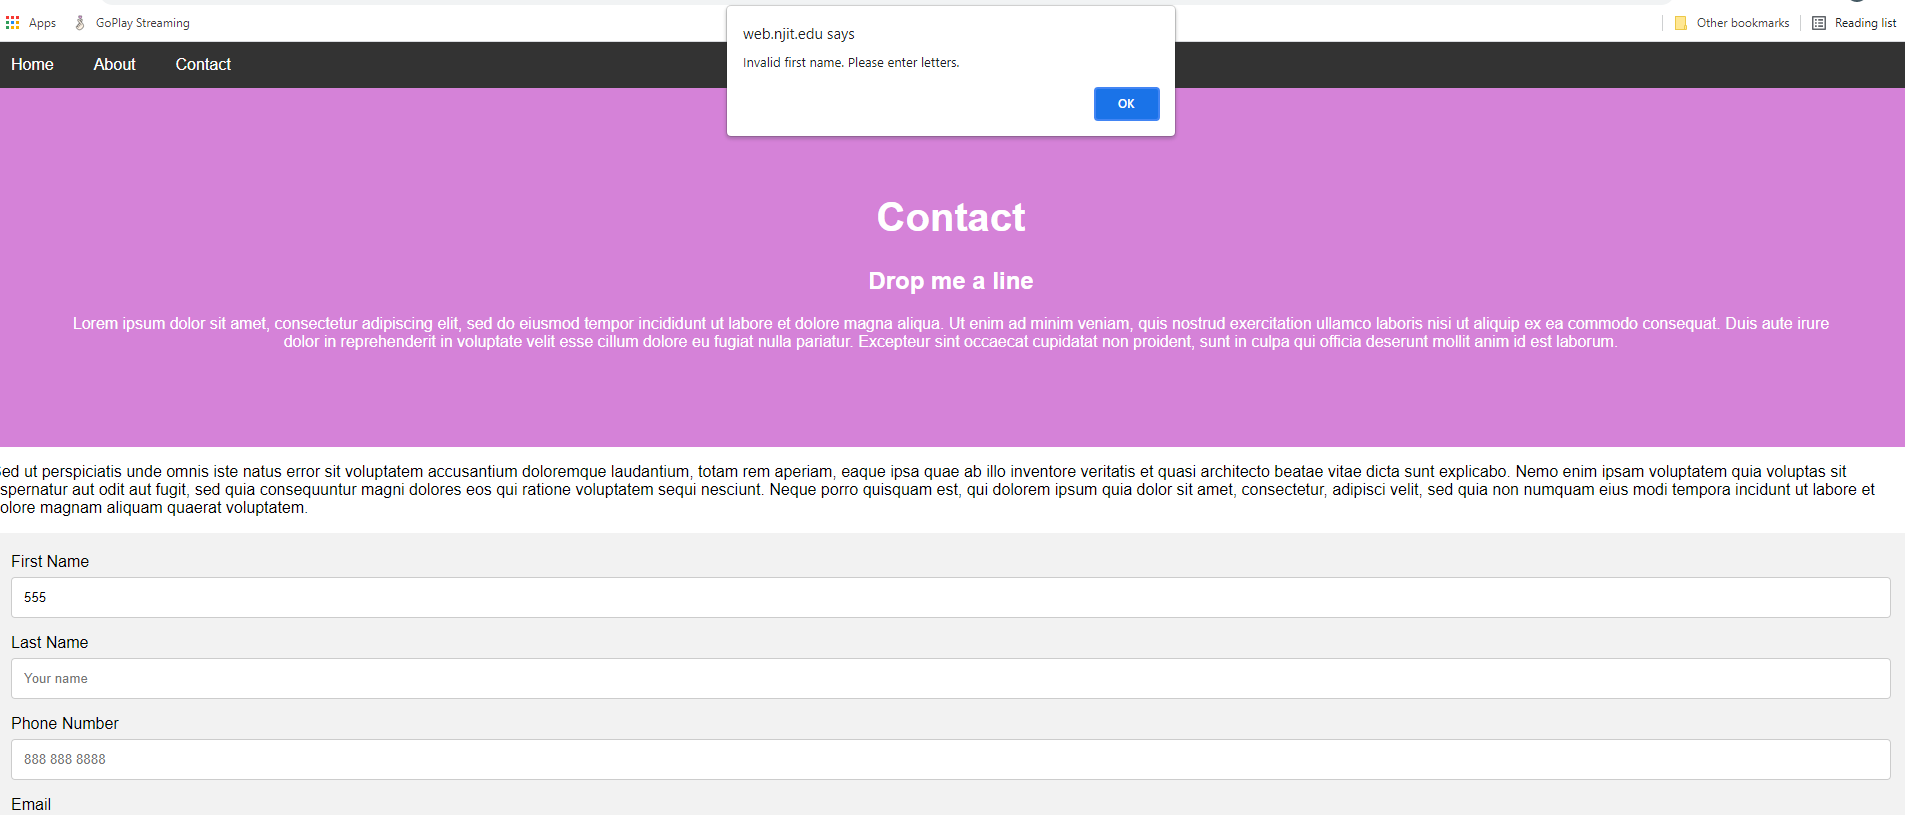 Apps GoPlay Streaming Other bookmarks Reading list
web.njit.edu says
Invalid first name. Please enter letters.
OK
Home About Contact
Contact
Drop me a line
Lorem ipsum dolor sit amet, consectetur adipiscing elit, sed do eiusmod tempor incididunt ut labore et dolore magna aliqua. Ut enim ad minim veniam, quis nostrud exercitation ullamco laboris nisi ut aliquip ex ea commodo consequat. Duis aute irure
dolor in reprehenderit in voluptate velit esse cillum dolore eu fugiat nulla pariatur. Excepteur sint occaecat cupidatat non proident, sunt in culpa qui officia deserunt mollit anim id est laborum.
Sed ut perspiciatis unde omnis iste natus error sit voluptatem accusantium doloremque laudantium, totam rem aperiam, eaque ipsa quae ab illo inventore veritatis et quasi architecto beatae vitae dicta sunt explicabo. Nemo enim ipsam voluptatem quia voluptas sit
spernatur aut odit aut fugit, sed quia consequuntur magni dolores eos qui ratione voluptatem sequi nesciunt. Neque porro quisquam est, qui dolorem ipsum quia dolor sit amet, consectetur, adipisci velit, sed quia non numquam eius modi tempora incidunt ut labore et
olore magnam aliquam quaerat voluptatem.
First Name
555
Last Name
Your name
Phone Number
888 888 8888
Email